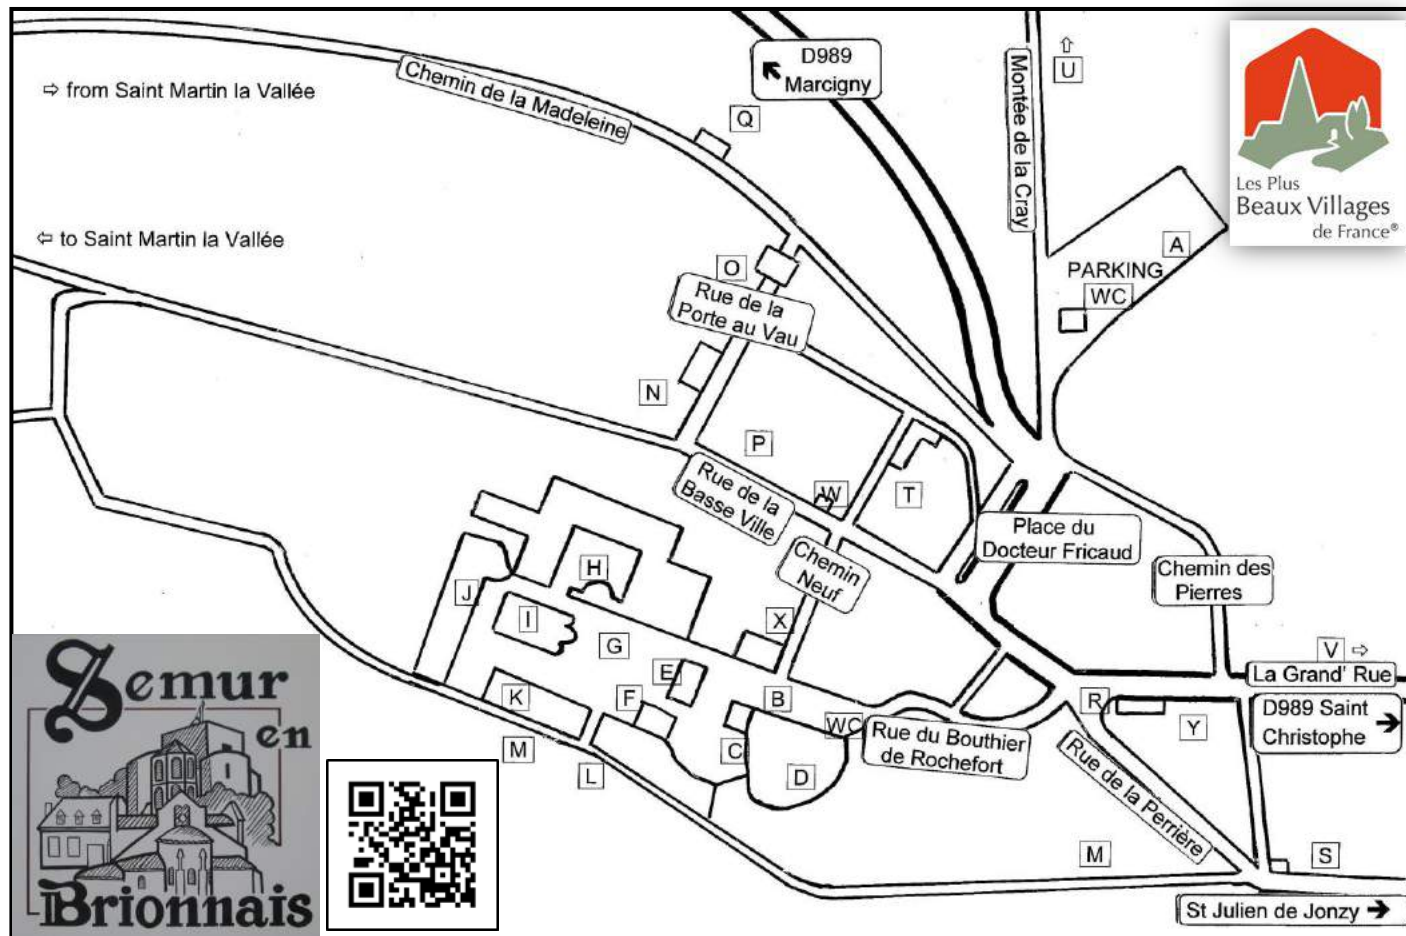 D989
Marcigny
U
Montée de la Cray
Les Plus
Beaux Villages
de France®
⇨ from Saint Martin la Vallée
Chemin de la Madeleine
Q
⇦ to Saint Martin la Vallée
A
PARKING
WC
O
Rue de la
Porte au Vau
N
P
Rue de la
Basse Ville
W
T
Place du
Docteur Fricaud
Chemin
Neuf
Chemin des
Pierres
H
J
I
G
X
E
V ⇨
La Grand' Rue
K
F
B
R
D989 Saint
Christophe
Y
WC
Rue du Bouthier
de Rochefort
M
L
C
D
Rue de la Perrière
M
S
St Julien de Jonzy
Semur
en
Brionnais